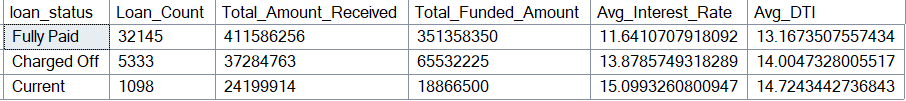 loan_status Loan_Count Total_Amount_Received Total_Funded_Amount Avg_Interest_Rate Avg_DTI
Fully Paid 32145 411586256 351358350 11.6410707918092 13.1673507557434
Charged Off 5333 37284763 65532225 13.8785749318289 14.0047328005517
Current 1098 24199914 18866500 15.0993260800947 14.7243442736843